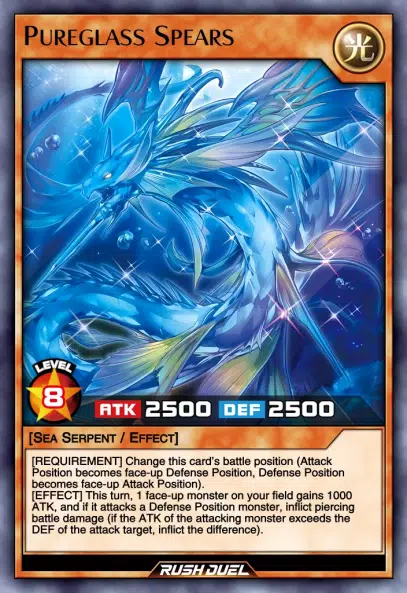 PUREGLASS SPEARS
光
LEVEL
8
ATK 2500 DEF 2500
[SEA SERPENT / EFFECT]
[REQUIREMENT] Change this card's battle position (Attack
Position becomes face-up Defense Position, Defense Position
becomes face-up Attack Position).
[EFFECT] This turn, 1 face-up monster on your field gains 1000
ATK, and if it attacks a Defense Position monster, inflict piercing
battle damage (if the ATK of the attacking monster exceeds the
DEF of the attack target, inflict the difference).
RUSH DUEL